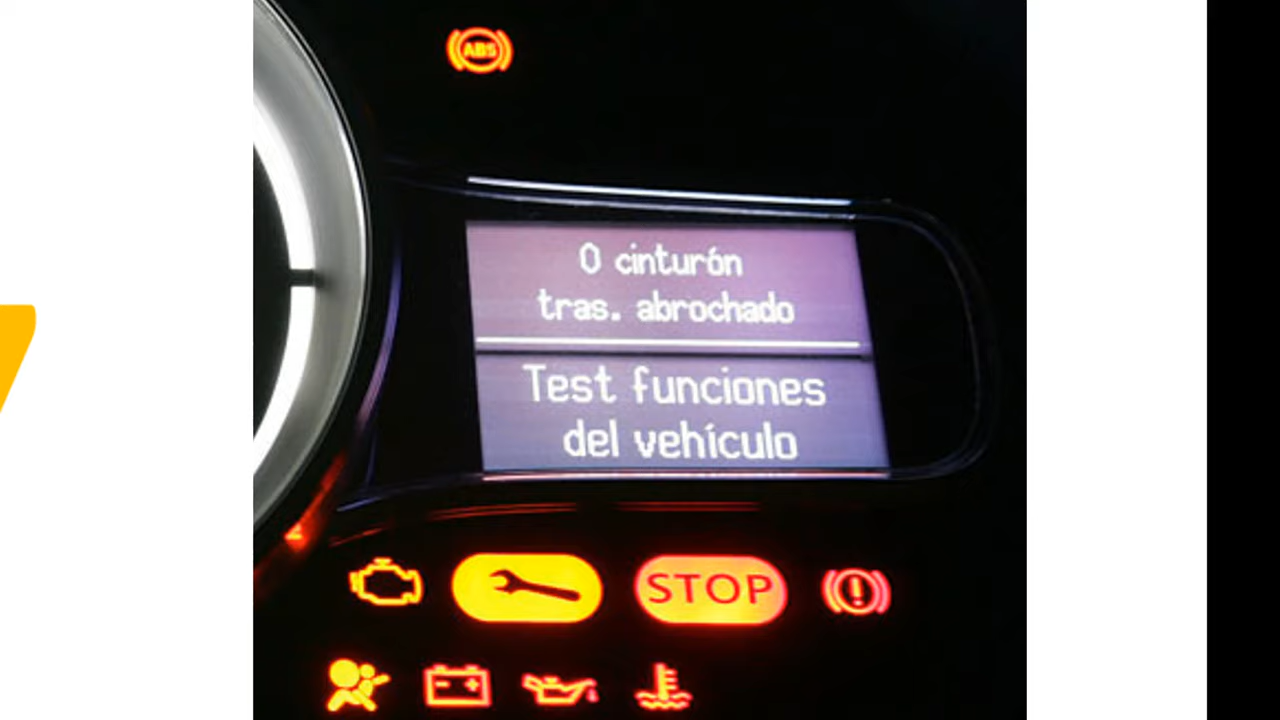 ABS
0 cinturón
tras. abrochado
Test funciones
del vehículo
STOP